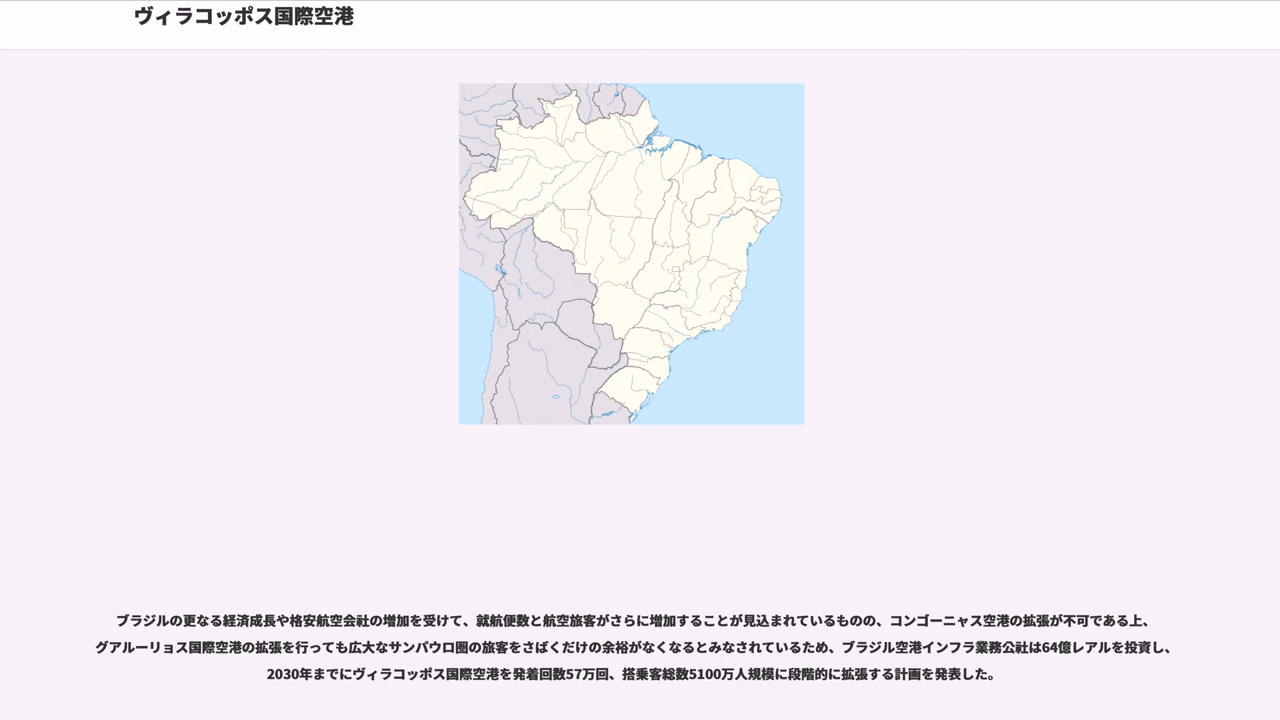 ヴィラコッポス国際空港
ブラジルの更なる経済成長や格安航空会社の増加を受けて、就航便数と航空旅客がさらに増加することが見込まれているものの、コンゴーニャス空港の拡張が不可である上、
グアルーリョス国際空港の拡張を行っても広大なサンパウロ圏の旅客をさばくだけの余裕がなくなるとみなされているため、ブラジル空港インフラ業務公社は64億レアルを投資し、
2030年までにヴィラコッポス国際空港を発着回数57万回、搭乗客総数5100万人規模に段階的に拡張する計画を発表した。